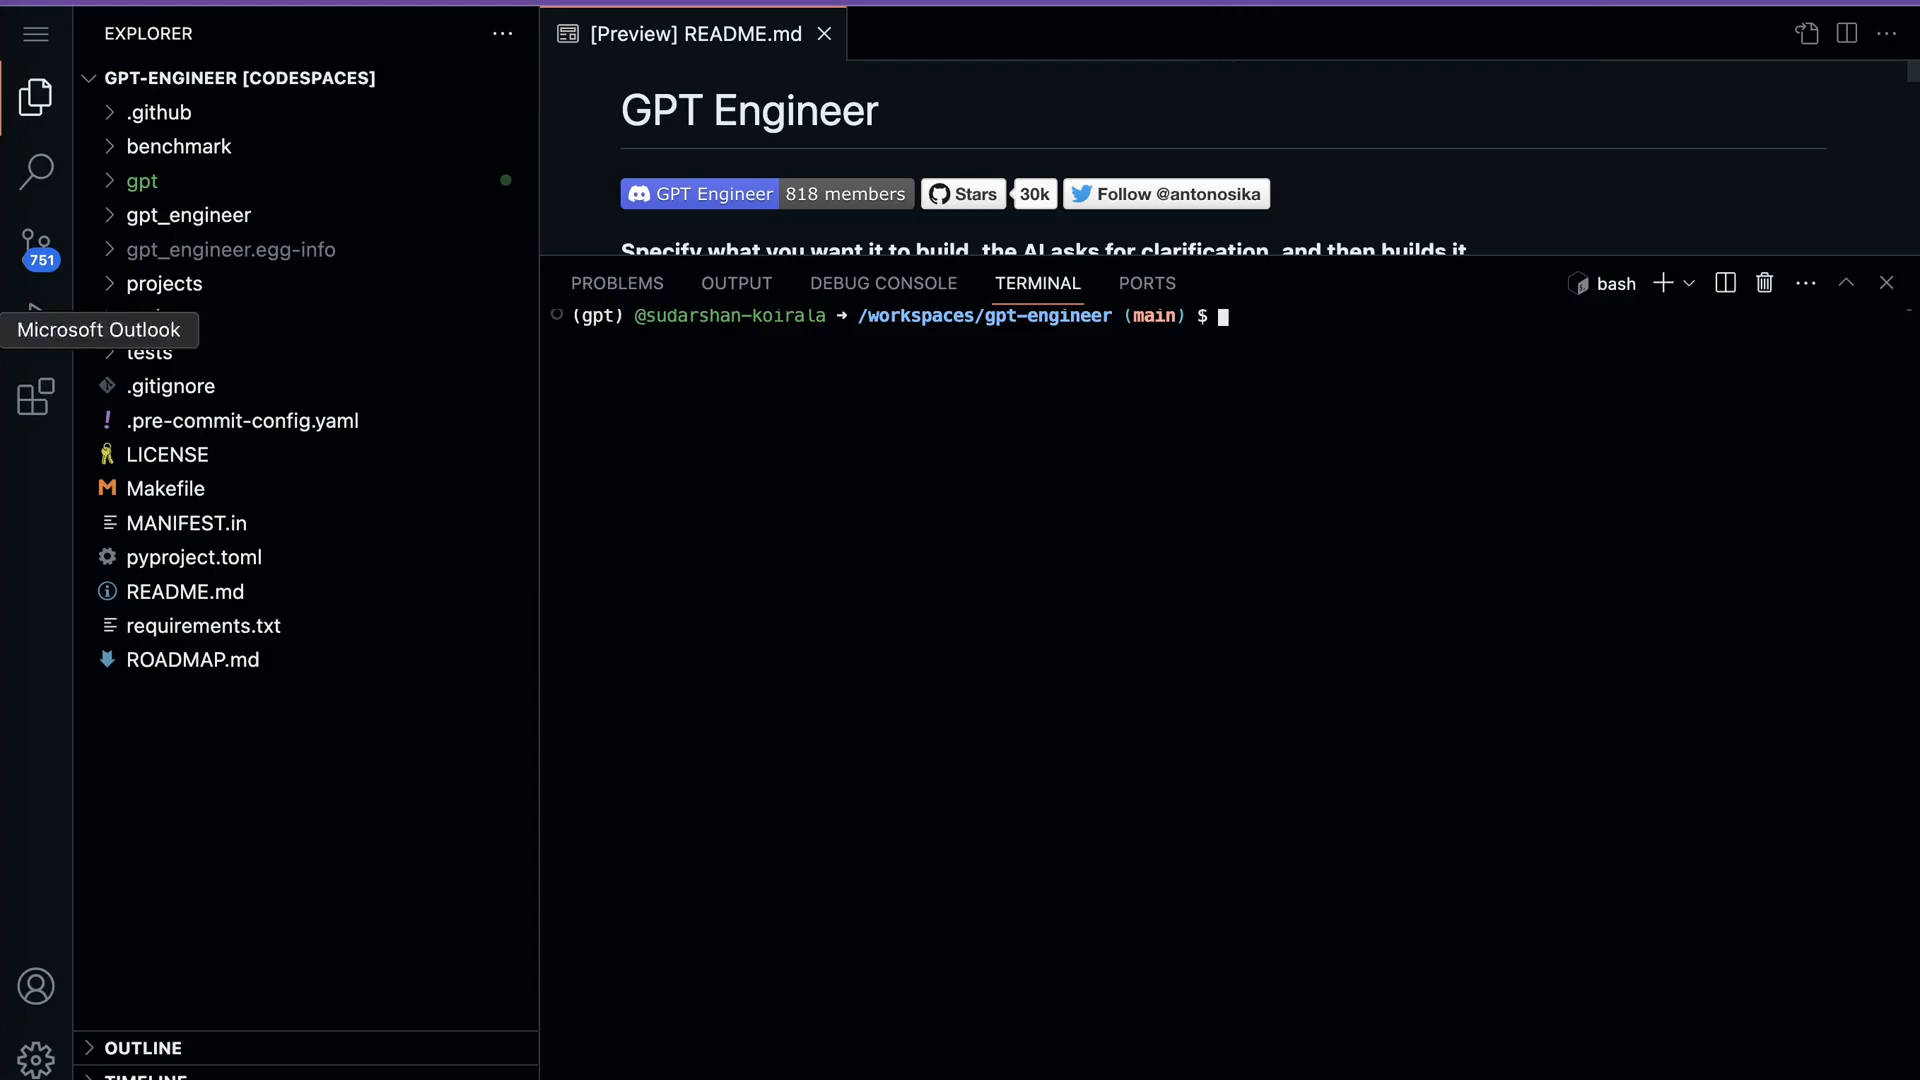 EXPLORER
GPT-ENGINEER [CODESPACES]
.github
benchmark
gpt
gpt_engineer
gpt_engineer.egg-info
projects
Microsoft Outlook
tests
.gitignore
.pre-commit-config.yaml
LICENSE
Makefile
MANIFEST.in
pyproject.toml
README.md
requirements.txt
ROADMAP.md
OUTLINE
TIMELINE
751
[Preview] README.md
GPT Engineer
GPT Engineer 818 members Stars 30k Follow @antonosika
Specify what you want it to build, the AI asks for clarification, and then builds it
PROBLEMS OUTPUT DEBUG CONSOLE TERMINAL PORTS bash
(gpt) @sudarshan-koirala → /workspaces/gpt-engineer (main) $